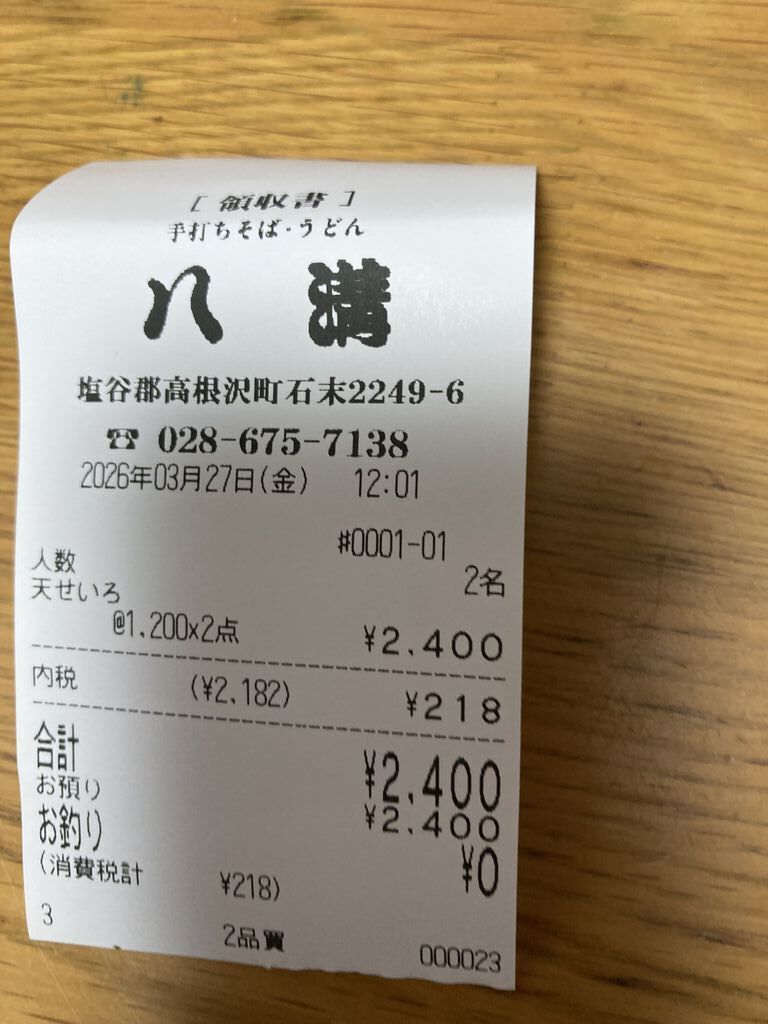 [ 領収書 ]
手打ちそば・うどん
八 溝
塩谷郡高根沢町石末2249-6
☎ 028-675-7138
2026年03月27日(金) 12:01
#0001-01
人数 2名
天せいろ
@1,200x2点 ¥2,400
内税 (¥2,182) ¥218
合計 ¥2,400
お預り ¥2,400
お釣り ¥0
(消費税計 ¥218)
3 2品買 000023